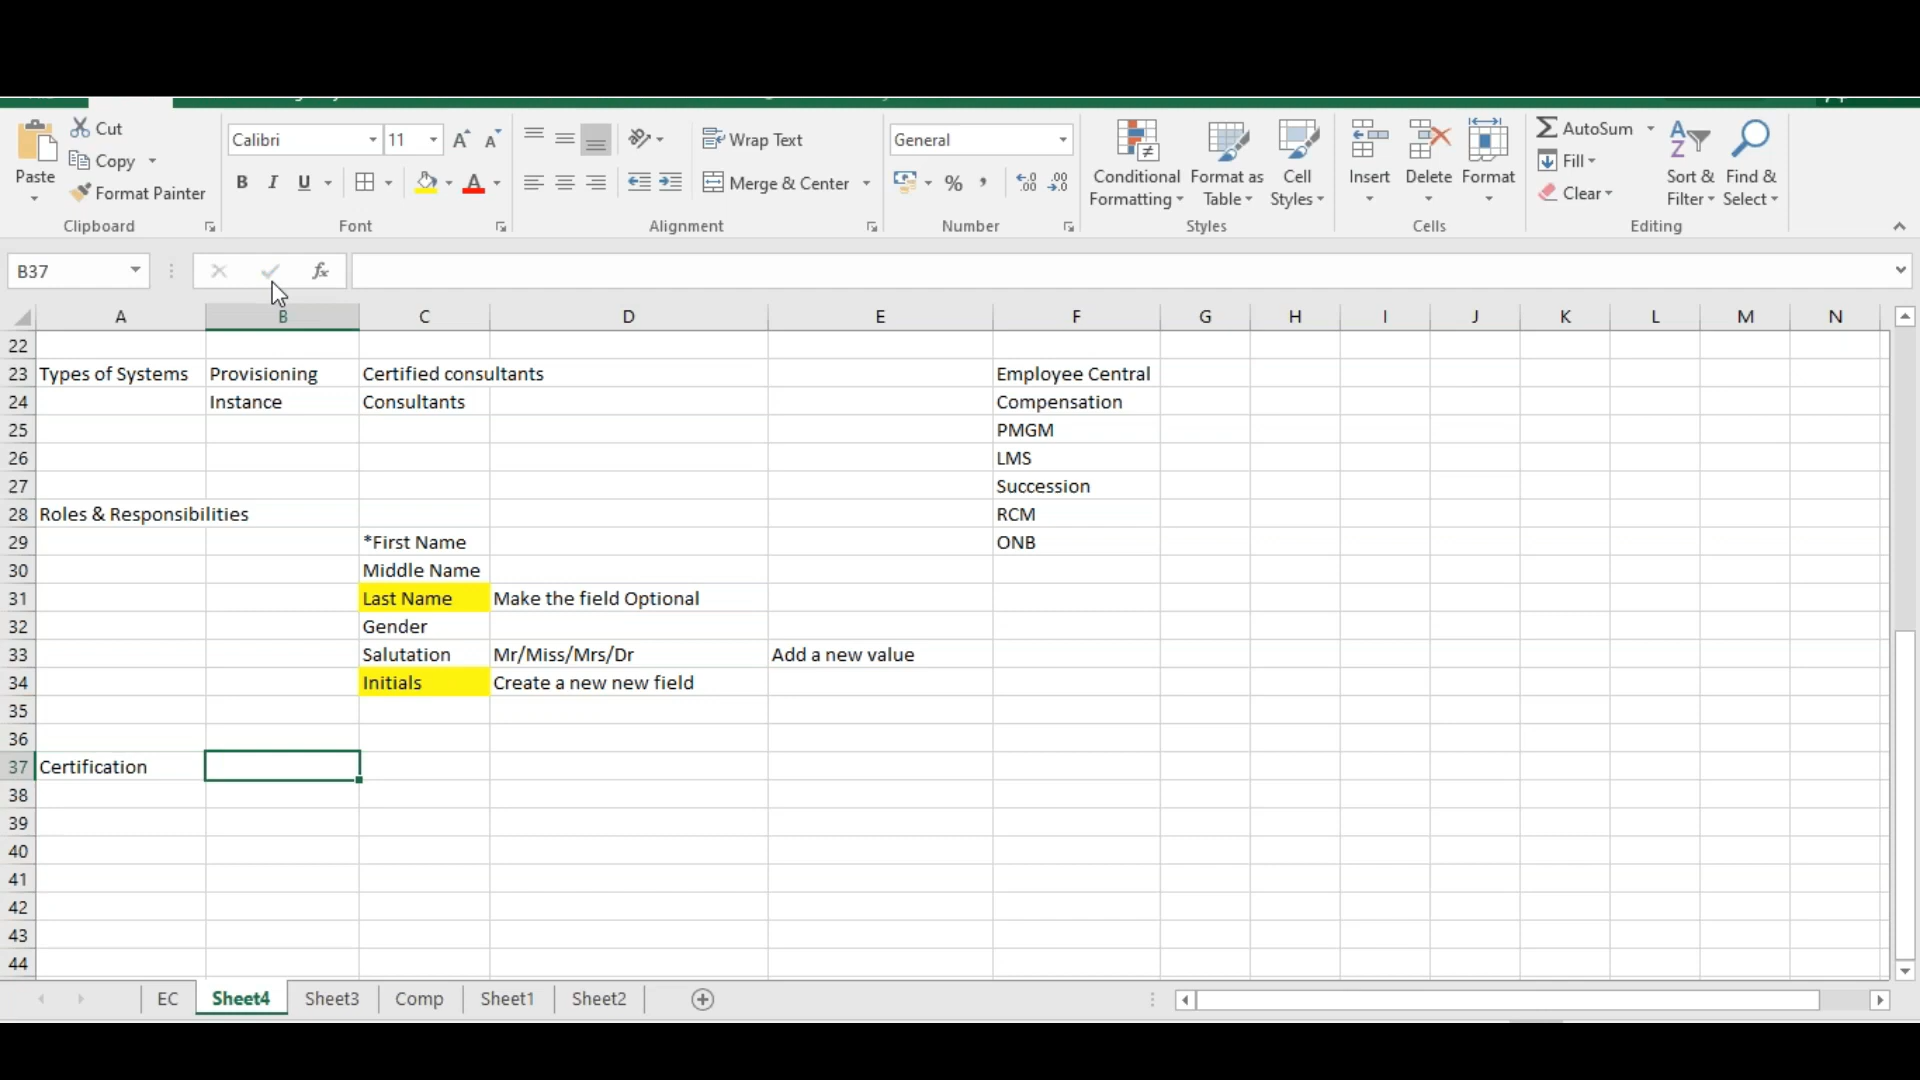 Cut
Copy
Format Painter
Paste
Clipboard
Calibri 11
B I U
Font
Wrap Text
Merge & Center
Alignment
General
% ,
Number
Conditional Formatting
Format as Table
Cell Styles
Styles
Insert
Delete
Format
Cells
AutoSum
Fill
Clear
Sort & Filter
Find & Select
Editing
B37 fx
A B C D E F G H I J K L M N
22
23 Types of Systems Provisioning Certified consultants Employee Central
24 Instance Consultants Compensation
25 PMGM
26 LMS
27 Succession
28 Roles & Responsibilities RCM
29 *First Name ONB
30 Middle Name
31 Last Name Make the field Optional
32 Gender
33 Salutation Mr/Miss/Mrs/Dr Add a new value
34 Initials Create a new new field
35
36
37 Certification
38
39
40
41
42
43
44
EC Sheet4 Sheet3 Comp Sheet1 Sheet2